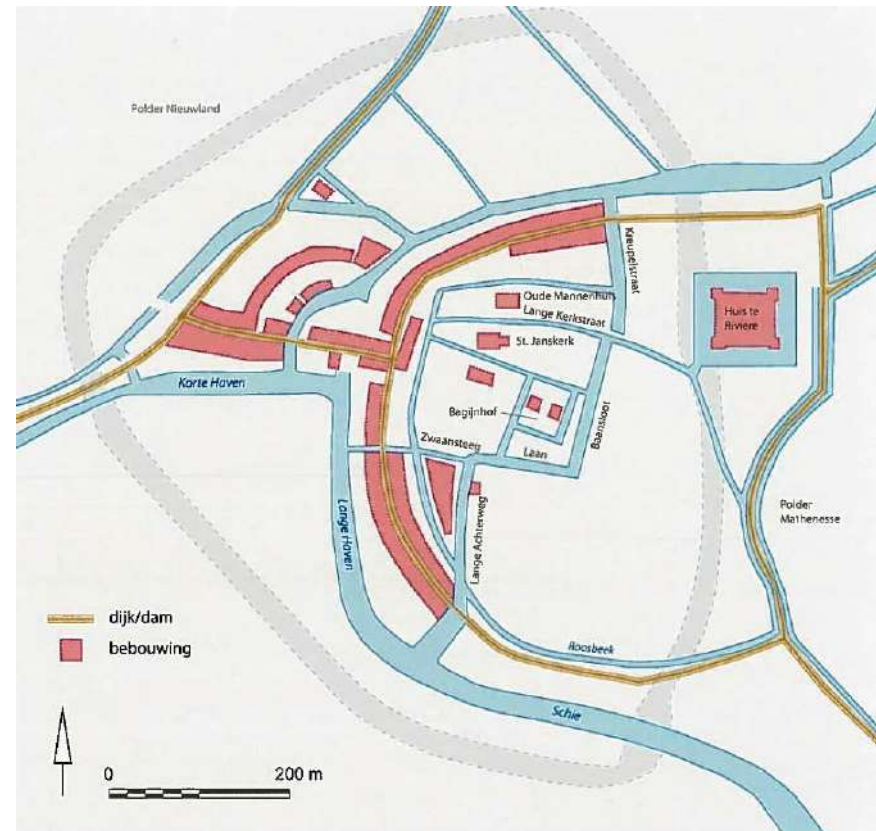 Polder Nieuwland
Kreupelstraat
Oude Mannenhuis
Lange Kerkstraat
Huis te
Riviere
St. Janskerk
Korte Haven
Begijnhof
Baansloot
Zwaansteeg
Laan
Lange Haven
Polder
Mathenesse
Lange Achterweg
dijk/dam
bebouwing
Roosbeek
Schie
0
200 m